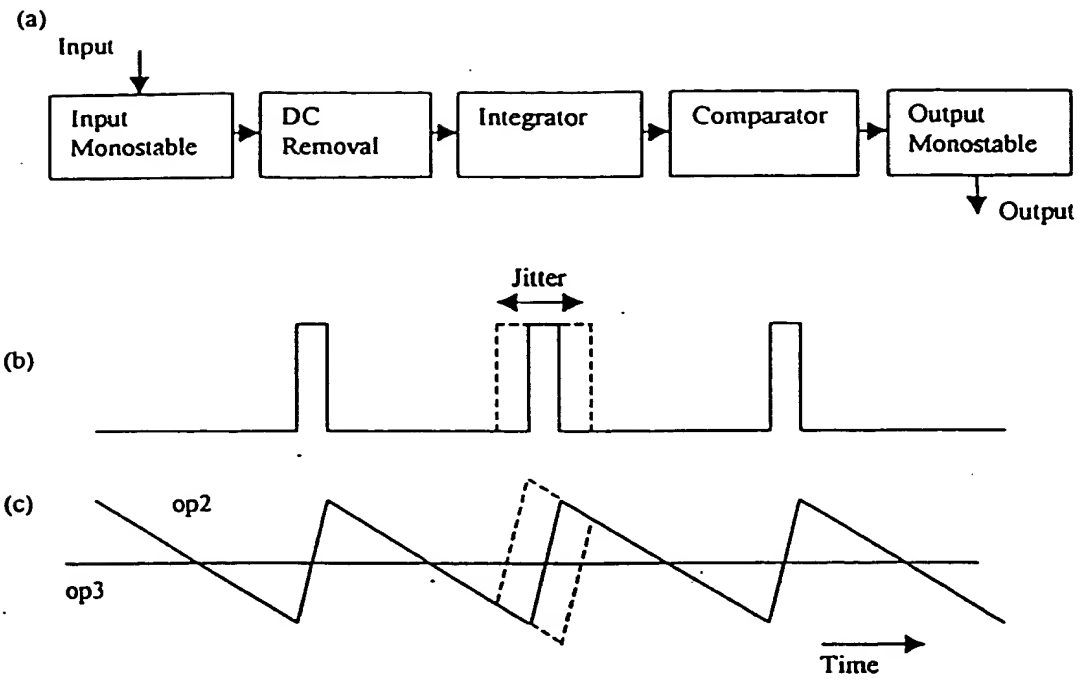 (a)
Input
Input
Monostable
DC
Removal
Integrator
Comparator
Output
Monostable
Output
Jitter
(b)
(c)
op2
op3
Time